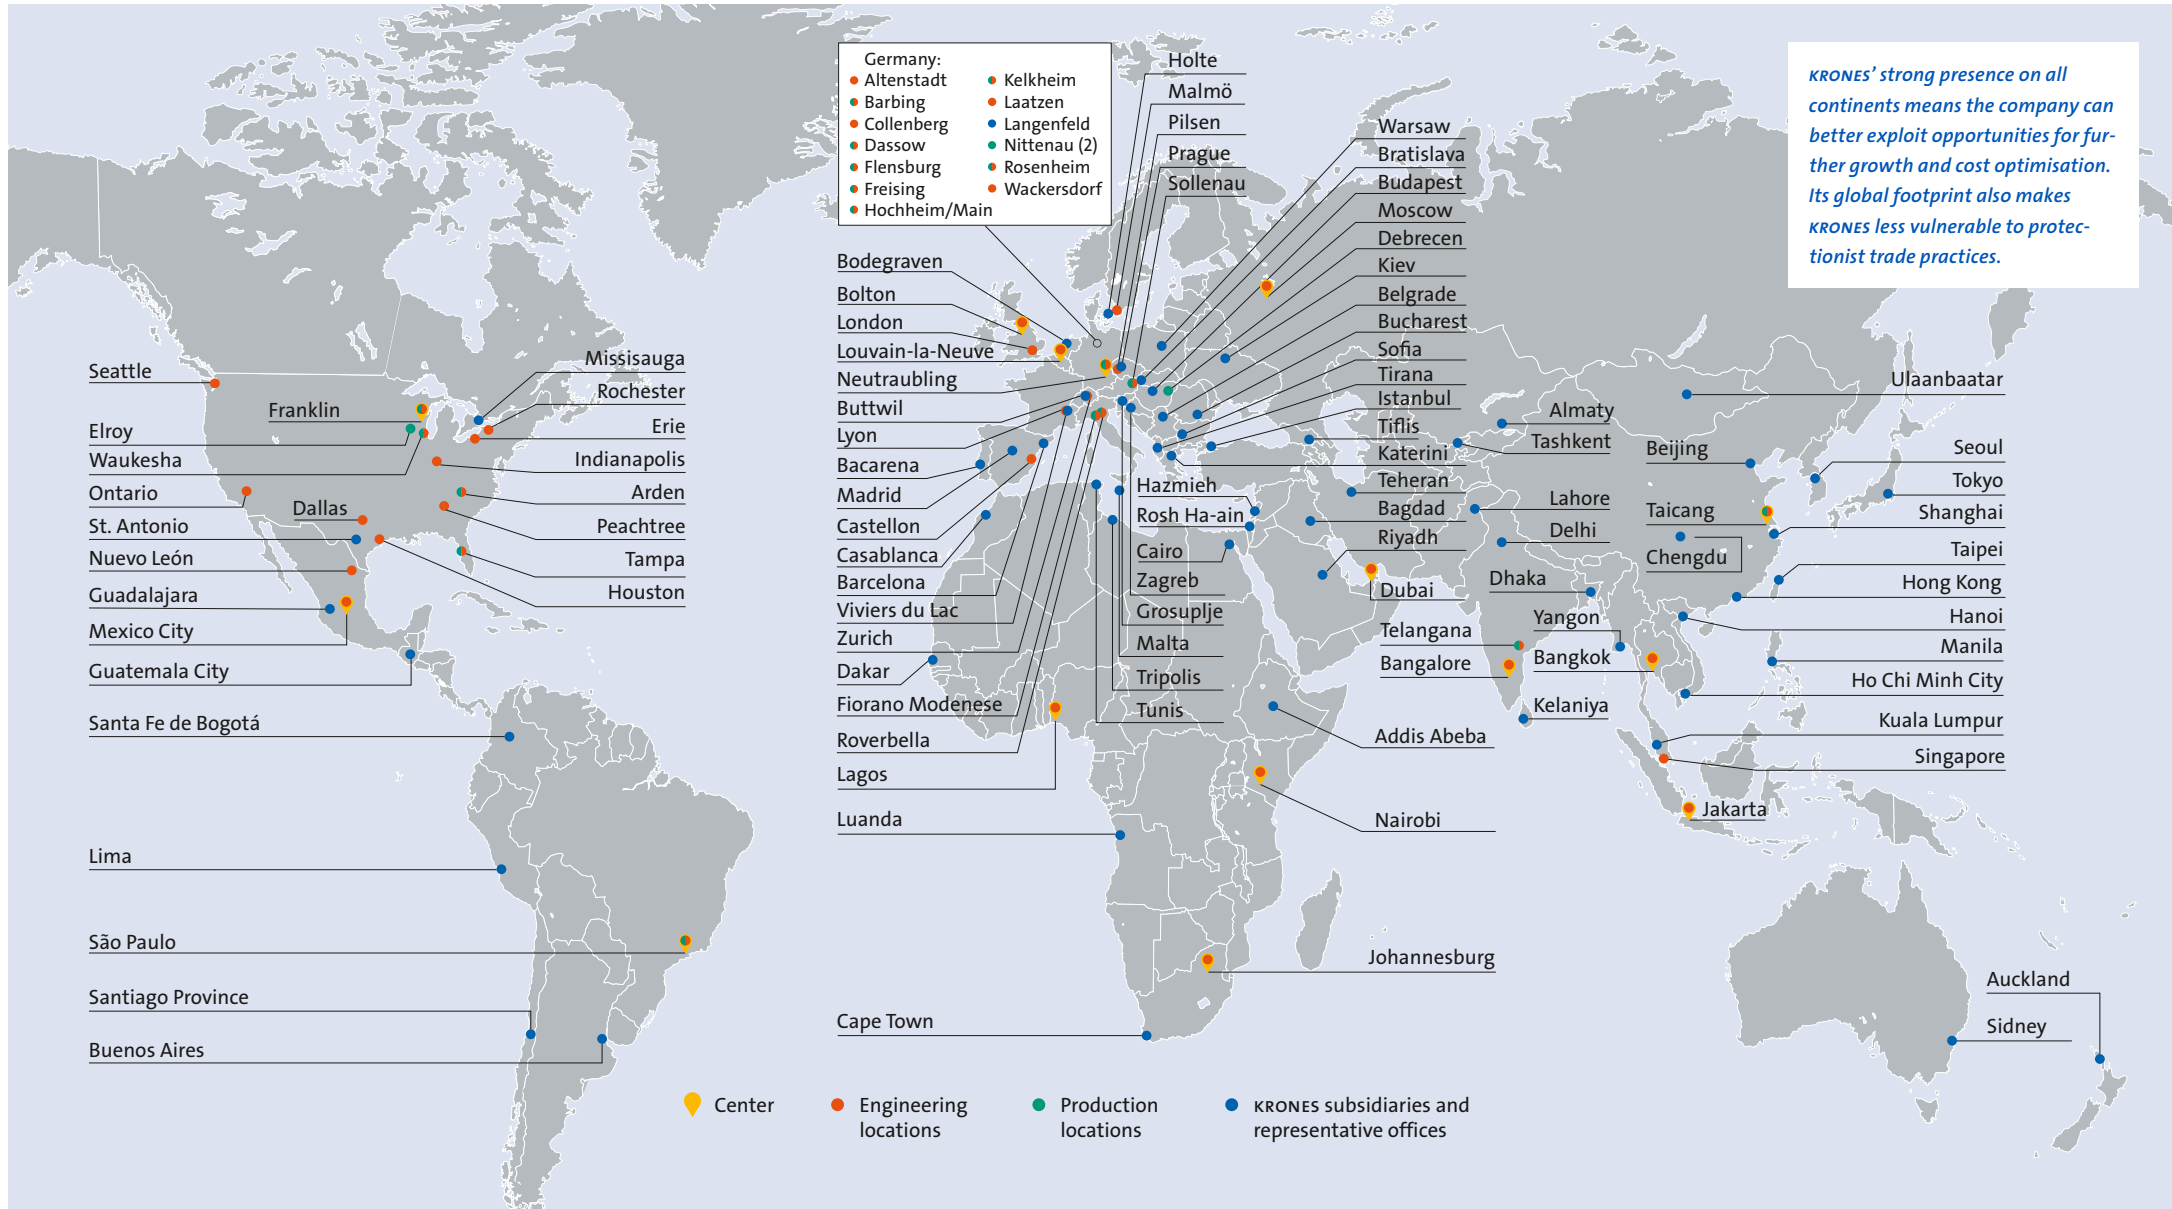 Germany:
Altenstadt
Barbing
Collenberg
Dassow
Flensburg
Freising
Hochheim/Main
Kelkheim
Laatzen
Langenfeld
Nittenau (2)
Rosenheim
Wackersdorf
KRONES’ strong presence on all
continents means the company can
better exploit opportunities for fur-
ther growth and cost optimisation.
Its global footprint also makes
KRONES less vulnerable to protec-
tionist trade practices.
Seattle
Franklin
Elroy
Waukesha
Ontario
Dallas
St. Antonio
Nuevo León
Guadalajara
Mexico City
Guatemala City
Santa Fe de Bogotá
Lima
São Paulo
Santiago Province
Buenos Aires
Missisauga
Rochester
Erie
Indianapolis
Arden
Peachtree
Tampa
Houston
Bodegraven
Bolton
London
Louvain-la-Neuve
Neutraubling
Buttwil
Lyon
Bacarena
Madrid
Castellon
Casablanca
Barcelona
Viviers du Lac
Zurich
Dakar
Fiorano Modenese
Roverbella
Lagos
Luanda
Cape Town
Holte
Malmö
Pilsen
Prague
Sollenau
Warsaw
Bratislava
Budapest
Moscow
Debrecen
Kiev
Belgrade
Bucharest
Sofia
Tirana
Istanbul
Tiflis
Katerini
Teheran
Bagdad
Riyadh
Dubai
Hazmieh
Rosh Ha-ain
Cairo
Zagreb
Grosuplje
Malta
Tripolis
Tunis
Addis Abeba
Nairobi
Johannesburg
Telangana
Bangalore
Almaty
Tashkent
Lahore
Delhi
Dhaka
Yangon
Bangkok
Kelaniya
Ulaanbaatar
Beijing
Seoul
Tokyo
Taicang
Shanghai
Chengdu
Taipei
Hong Kong
Hanoi
Manila
Ho Chi Minh City
Kuala Lumpur
Singapore
Jakarta
Auckland
Sidney
Center
Engineering
locations
Production
locations
KRONES subsidiaries and
representative offices